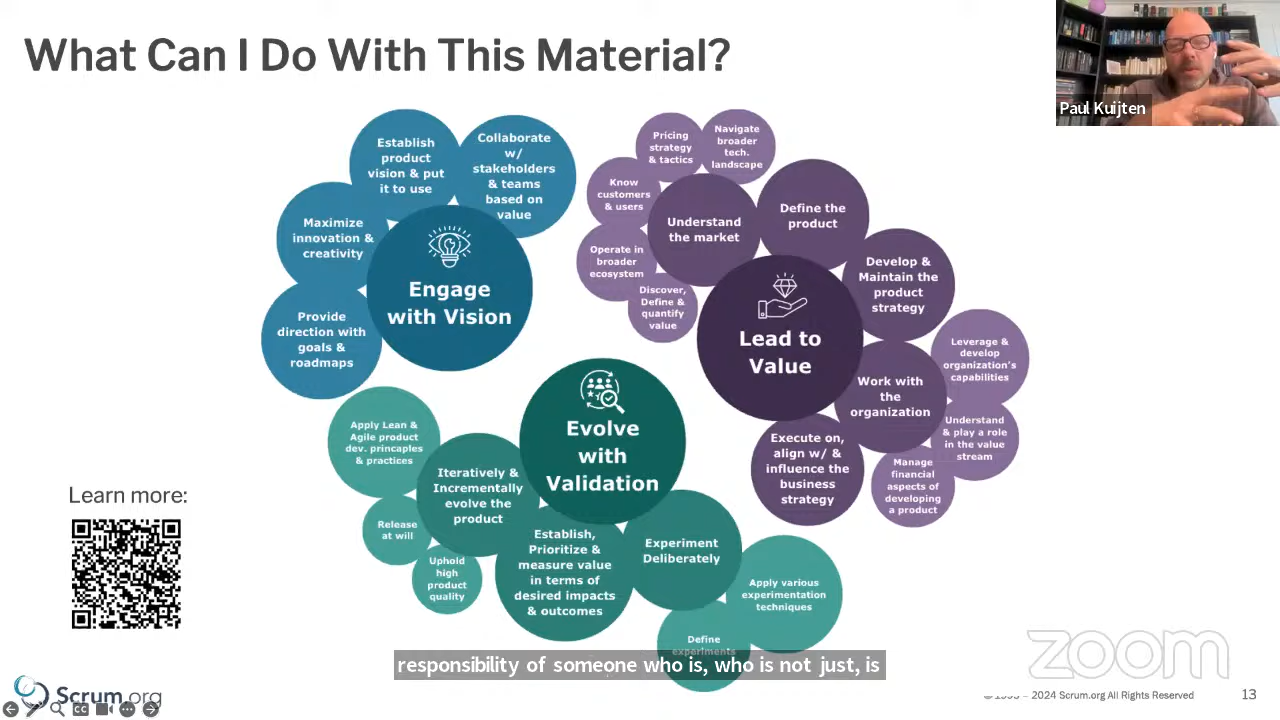 What Can I Do With This Material?
Paul Kuijten
Establish
product
vision & put
it to use
Collaborate
w/
stakeholders
& teams
based on
value
Maximize
innovation &
creativity
Provide
direction with
goals &
roadmaps
Engage
with Vision
Pricing
strategy
& tactics
Navigate
broader
tech.
landscape
Know
customers
& users
Operate in
broader
ecosystem
Discover,
Define &
quantify
value
Understand
the market
Define the
product
Develop &
Maintain the
product
strategy
Lead to
Value
Work with
the
organization
Leverage &
develop
organization's
capabilities
Understand
& play a role
in the value
stream
Manage
financial
aspects of
developing
a product
Execute on,
align w/ &
influence the
business
strategy
Evolve
with
Validation
Apply Lean &
Agile product
dev. princaples
& practices
Iteratively &
Incrementally
evolve the
product
Release
at will
Uphold
high
product
quality
Establish,
Prioritize &
measure value
in terms of
desired impacts
& outcomes
Experiment
Deliberately
Apply various
experimentation
techniques
Define
experiments
Learn more:
responsibility of someone who is, who is not just, is
zoom
Scrum.org
© 1993 – 2024 Scrum.org All Rights Reserved
13